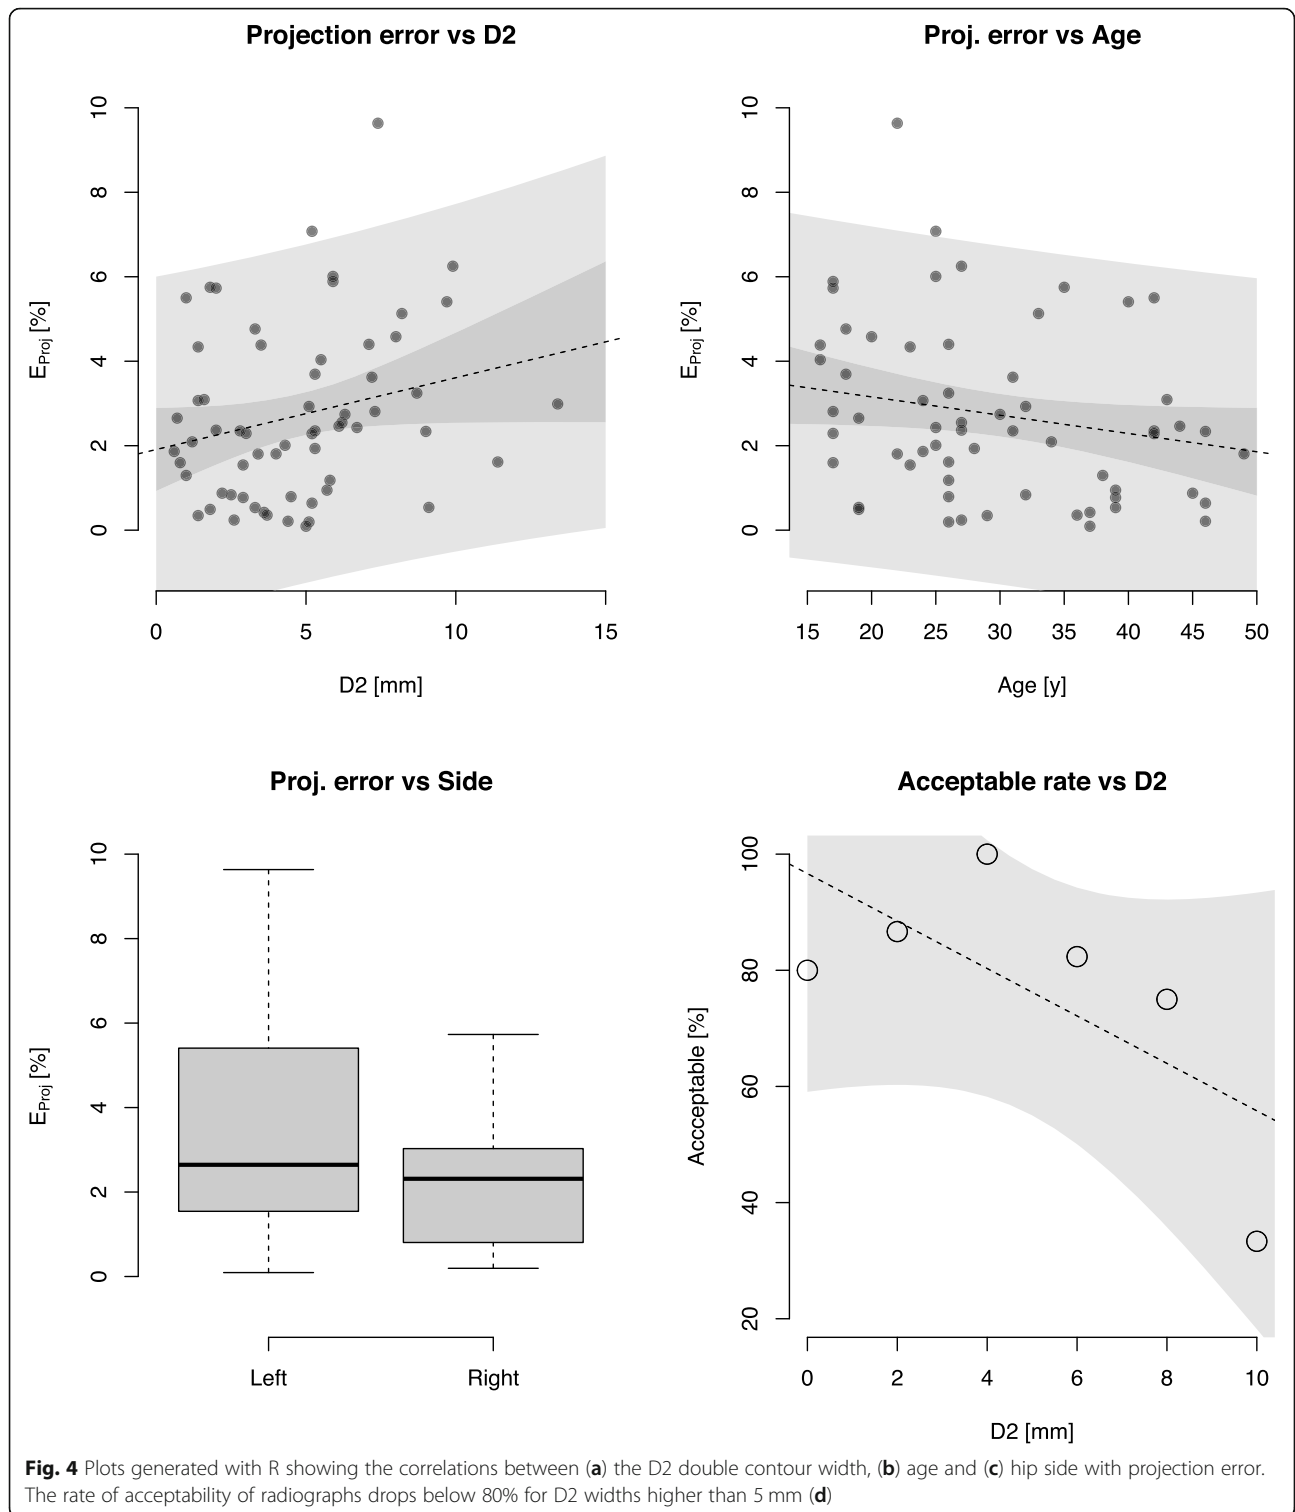 Projection error vs D2
10
8
6
4
2
0
EProj [%]
0 5 10 15
D2 [mm]
Proj. error vs Age
10
8
6
4
2
0
EProj [%]
15 20 25 30 35 40 45 50
Age [y]
Proj. error vs Side
10
8
6
4
2
0
EProj [%]
Left Right
Acceptable rate vs D2
100
80
60
40
20
Accceptable [%]
0 2 4 6 8 10
D2 [mm]
Fig. 4 Plots generated with R showing the correlations between (a) the D2 double contour width, (b) age and (c) hip side with projection error.
The rate of acceptability of radiographs drops below 80% for D2 widths higher than 5 mm (d)